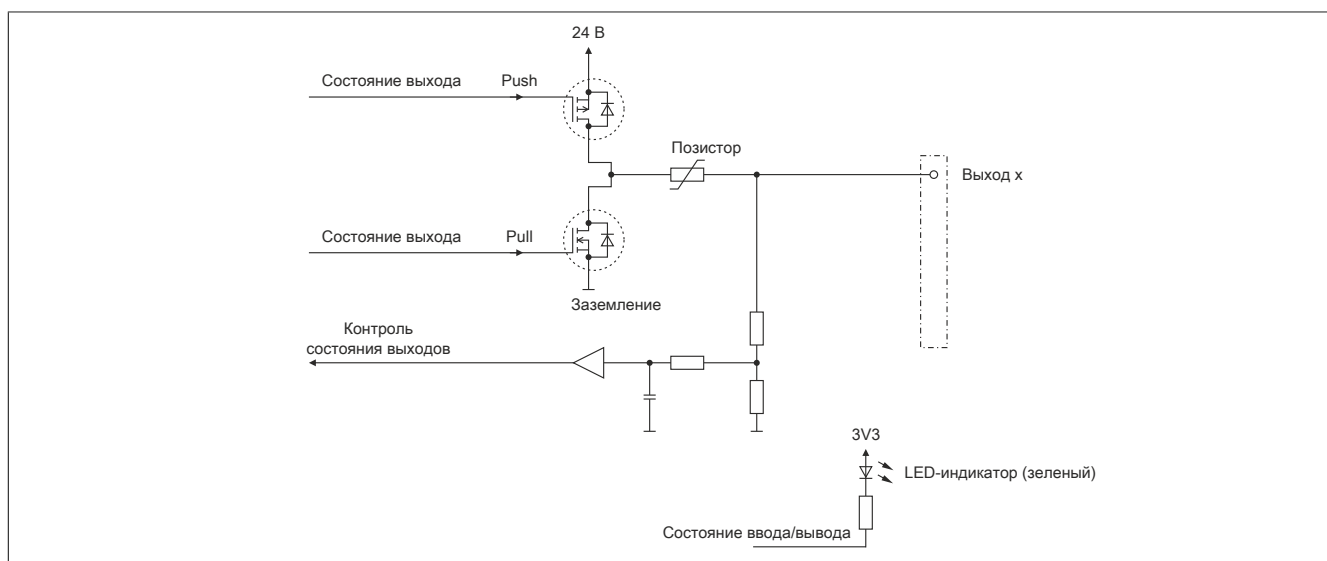 24 В
Состояние выхода
Push
Позистор
Выход x
Состояние выхода
Pull
Заземление
Контроль
состояния выходов
3V3
LED-индикатор (зеленый)
Состояние ввода/вывода